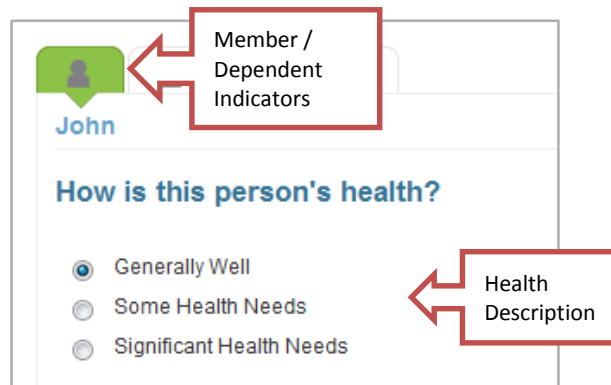 Member /
Dependent
Indicators
John
How is this person's health?
Generally Well
Some Health Needs
Significant Health Needs
Health
Description